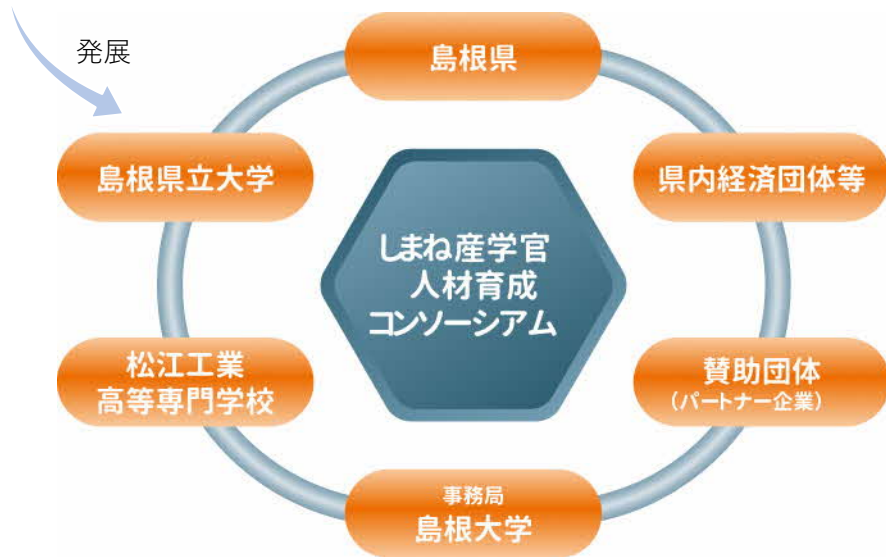 発展
島根県
島根県立大学
県内経済団体等
しまね産学官
人材育成
コンソーシアム
松江工業
高等専門学校
賛助団体
（パートナー企業）
事務局
島根大学